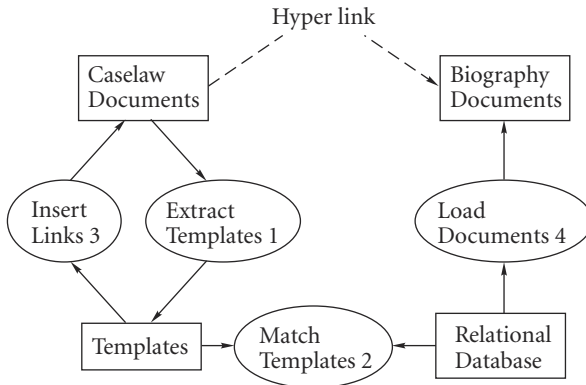 Hyper link
Caselaw
Documents
Biography
Documents
Insert
Links 3
Extract
Templates 1
Load
Documents 4
Templates
Match
Templates 2
Relational
Database